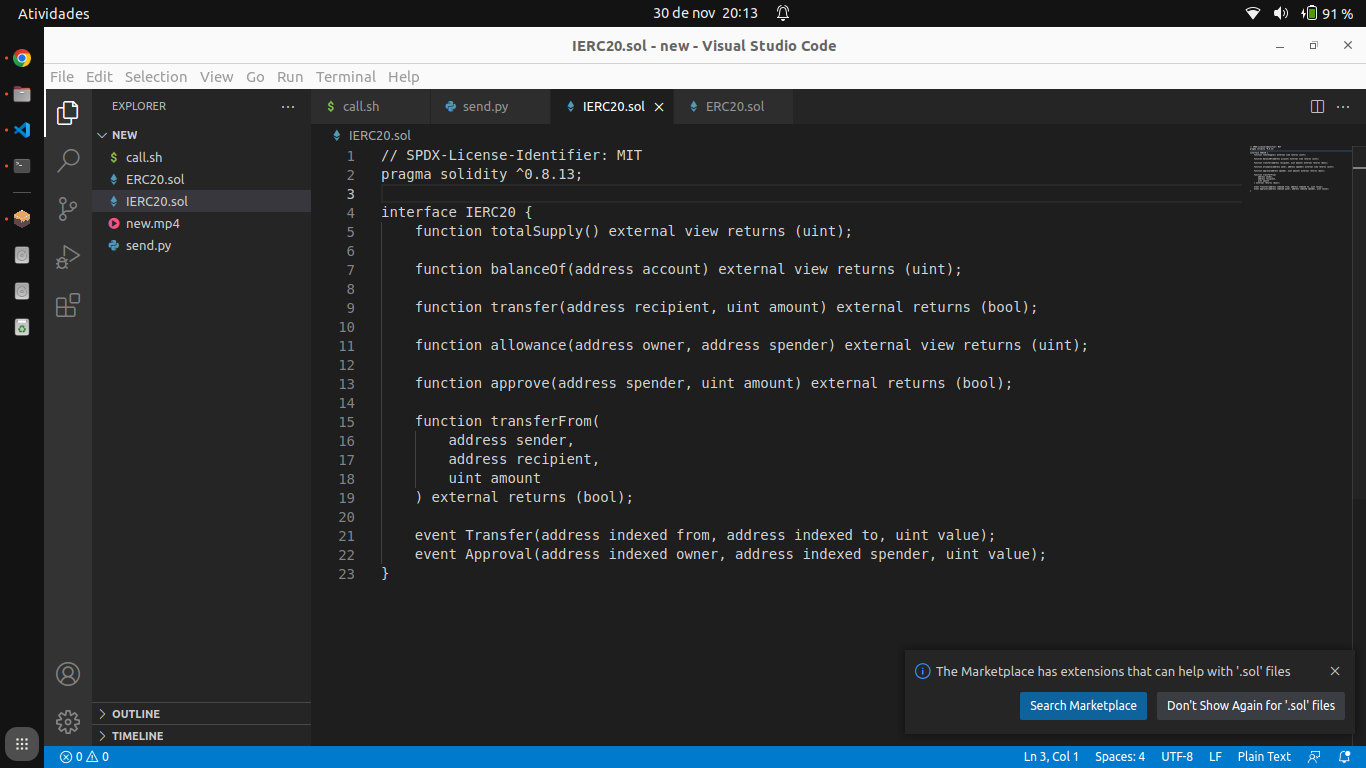 Atividades
30 de nov 20:13
91 %
IERC20.sol - new - Visual Studio Code
File Edit Selection View Go Run Terminal Help
EXPLORER
NEW
$ call.sh
ERC20.sol
IERC20.sol
new.mp4
send.py
OUTLINE
TIMELINE
$ call.sh
send.py
IERC20.sol
ERC20.sol
IERC20.sol
1 // SPDX-License-Identifier: MIT
2 pragma solidity ^0.8.13;
3
4 interface IERC20 {
5 function totalSupply() external view returns (uint);
6
7 function balanceOf(address account) external view returns (uint);
8
9 function transfer(address recipient, uint amount) external returns (bool);
10
11 function allowance(address owner, address spender) external view returns (uint);
12
13 function approve(address spender, uint amount) external returns (bool);
14
15 function transferFrom(
16 address sender,
17 address recipient,
18 uint amount
19 ) external returns (bool);
20
21 event Transfer(address indexed from, address indexed to, uint value);
22 event Approval(address indexed owner, address indexed spender, uint value);
23 }
The Marketplace has extensions that can help with '.sol' files
Search Marketplace
Don't Show Again for '.sol' files
0 0
Ln 3, Col 1
Spaces: 4
UTF-8
LF
Plain Text